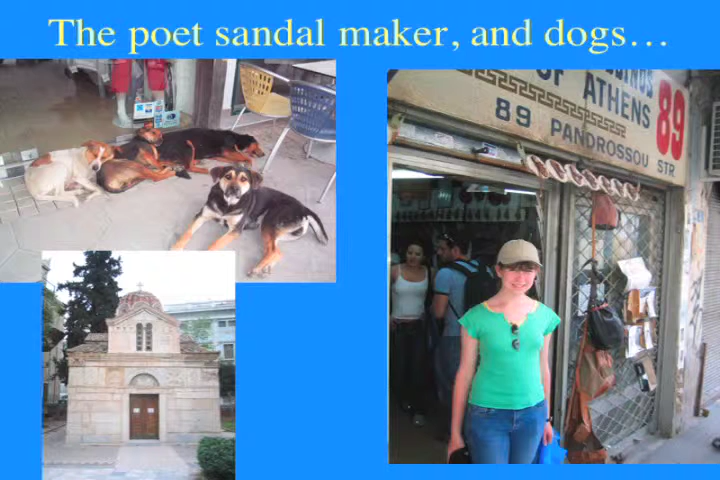 The poet sandal maker, and dogs…
OF ATHENS
89
89 PANDROSSOU STR